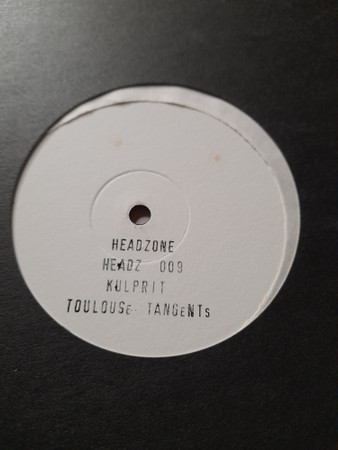 HEADZONE
HEADZ 009
KULPRIT
TOULOUSE TANGENTs